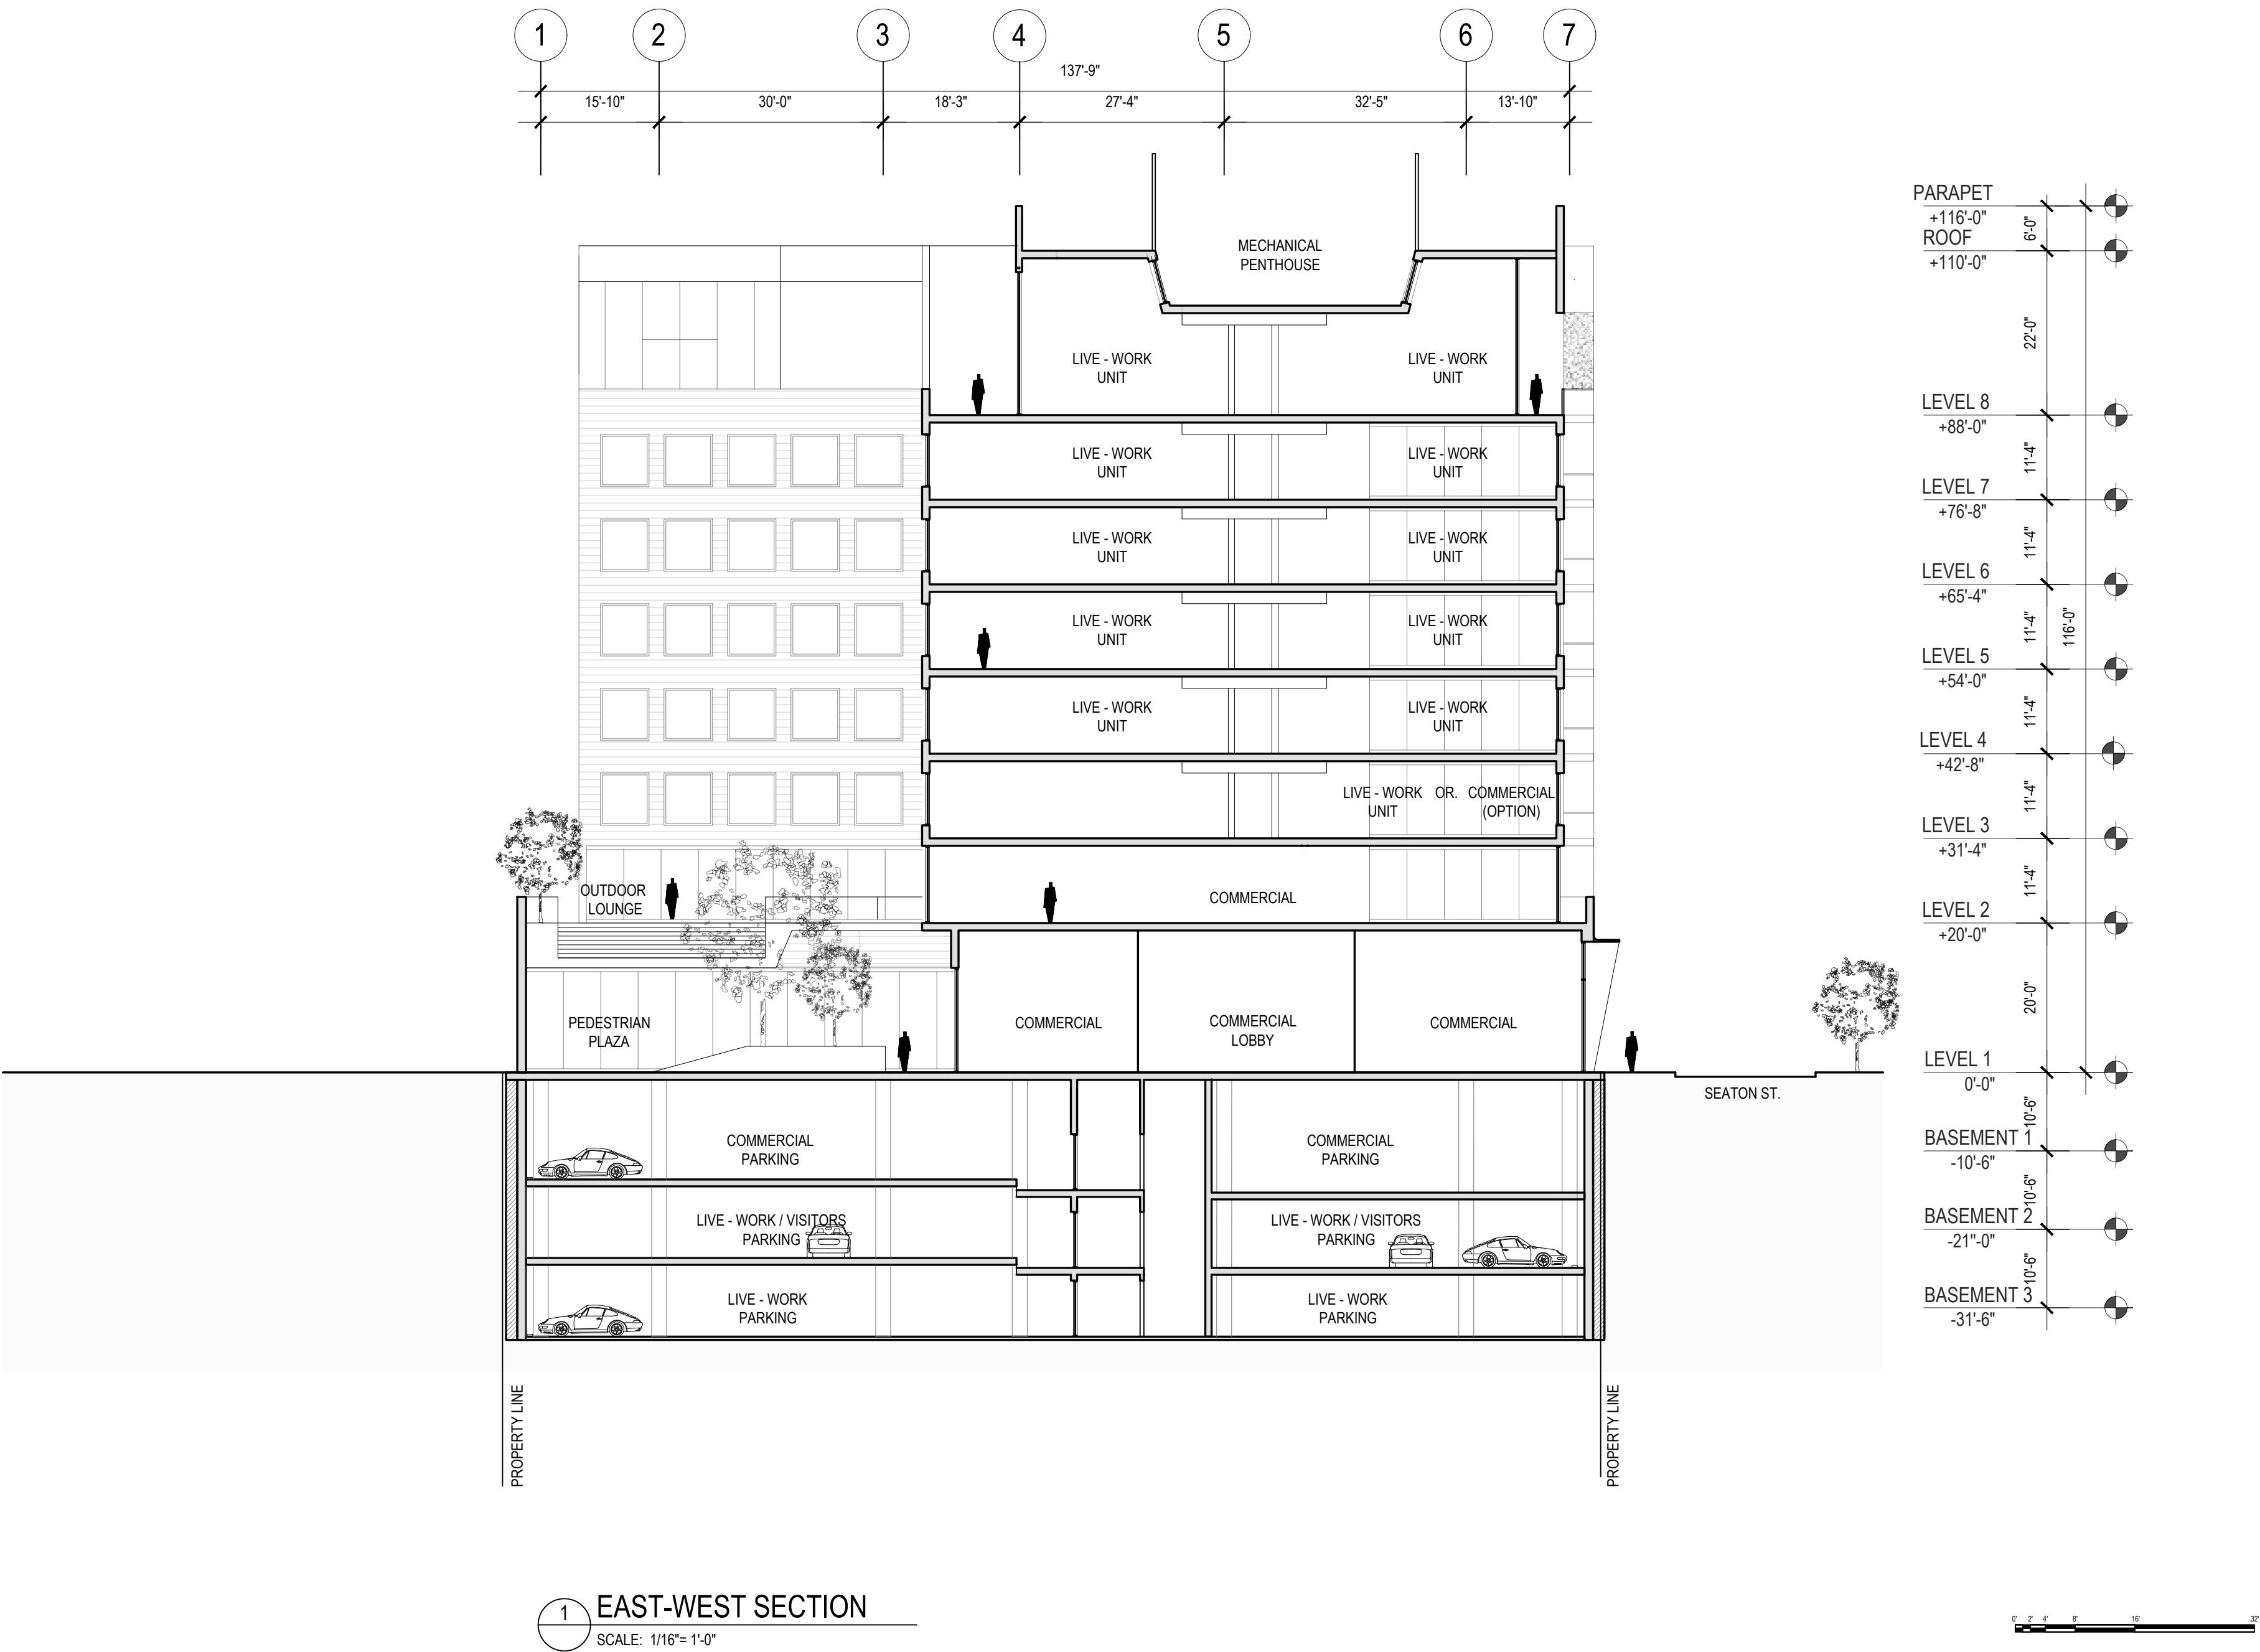 1 2 3 4 5 6 7
137'-9"
15'-10" 30'-0" 18'-3" 27'-4" 32'-5" 13'-10"
PARAPET
+116'-0"
6'-0"
ROOF
+110'-0"
MECHANICAL
PENTHOUSE
22'-0"
LIVE - WORK LIVE - WORK
UNIT UNIT
LEVEL 8
+88'-0"
11'-4"
LIVE - WORK LIVE - WORK
UNIT UNIT
LEVEL 7
+76'-8"
11'-4"
LIVE - WORK LIVE - WORK
UNIT UNIT
LEVEL 6
+65'-4"
11'-4"
116'-0"
LIVE - WORK LIVE - WORK
UNIT UNIT
LEVEL 5
+54'-0"
11'-4"
LIVE - WORK LIVE - WORK
UNIT UNIT
LEVEL 4
+42'-8"
11'-4"
LIVE - WORK OR. COMMERCIAL
UNIT (OPTION)
LEVEL 3
+31'-4"
11'-4"
OUTDOOR
LOUNGE
COMMERCIAL
LEVEL 2
+20'-0"
20'-0"
PEDESTRIAN
PLAZA
COMMERCIAL
COMMERCIAL
LOBBY
COMMERCIAL
LEVEL 1
0'-0"
SEATON ST.
10'-6"
COMMERCIAL COMMERCIAL
PARKING PARKING
BASEMENT 1
-10'-6"
10'-6"
LIVE - WORK / VISITORS LIVE - WORK / VISITORS
PARKING PARKING
BASEMENT 2
-21"-0"
10'-6"
LIVE - WORK LIVE - WORK
PARKING PARKING
BASEMENT 3
-31'-6"
PROPERTY LINE
PROPERTY LINE
1 EAST-WEST SECTION
SCALE: 1/16"= 1'-0"
0' 2' 4' 8' 16' 32'